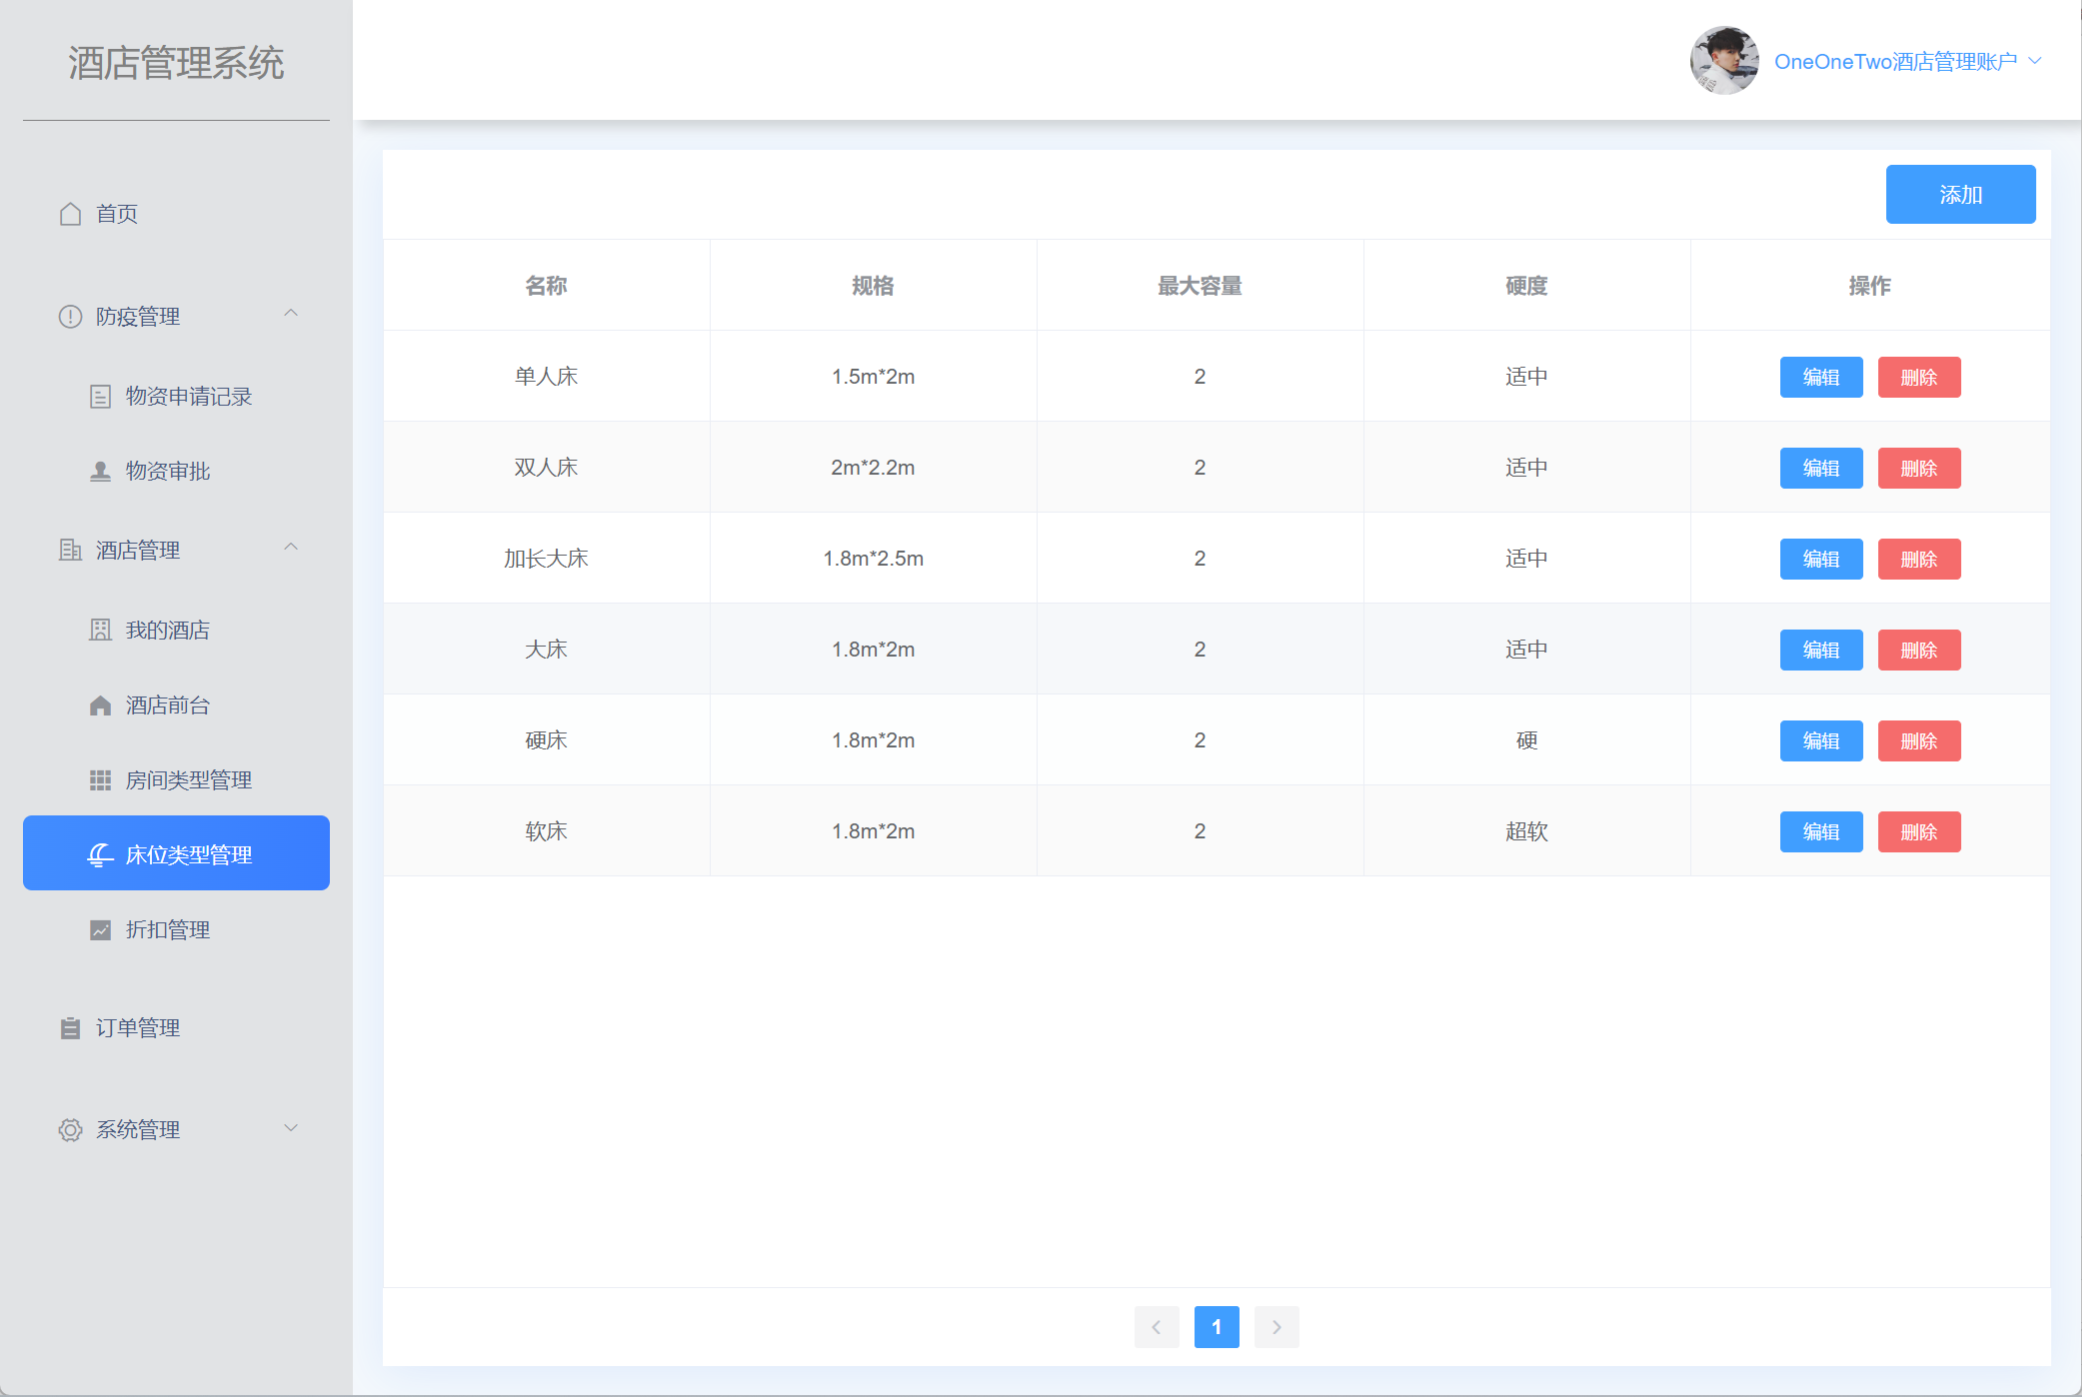 酒店管理系统
OneOneTwo酒店管理账户
首页
防疫管理
物资申请记录
物资审批
酒店管理
我的酒店
酒店前台
房间类型管理
床位类型管理
折扣管理
订单管理
系统管理
添加
名称 规格 最大容量 硬度 操作
单人床 1.5m*2m 2 适中 编辑 删除
双人床 2m*2.2m 2 适中 编辑 删除
加长大床 1.8m*2.5m 2 适中 编辑 删除
大床 1.8m*2m 2 适中 编辑 删除
硬床 1.8m*2m 2 硬 编辑 删除
软床 1.8m*2m 2 超软 编辑 删除
1